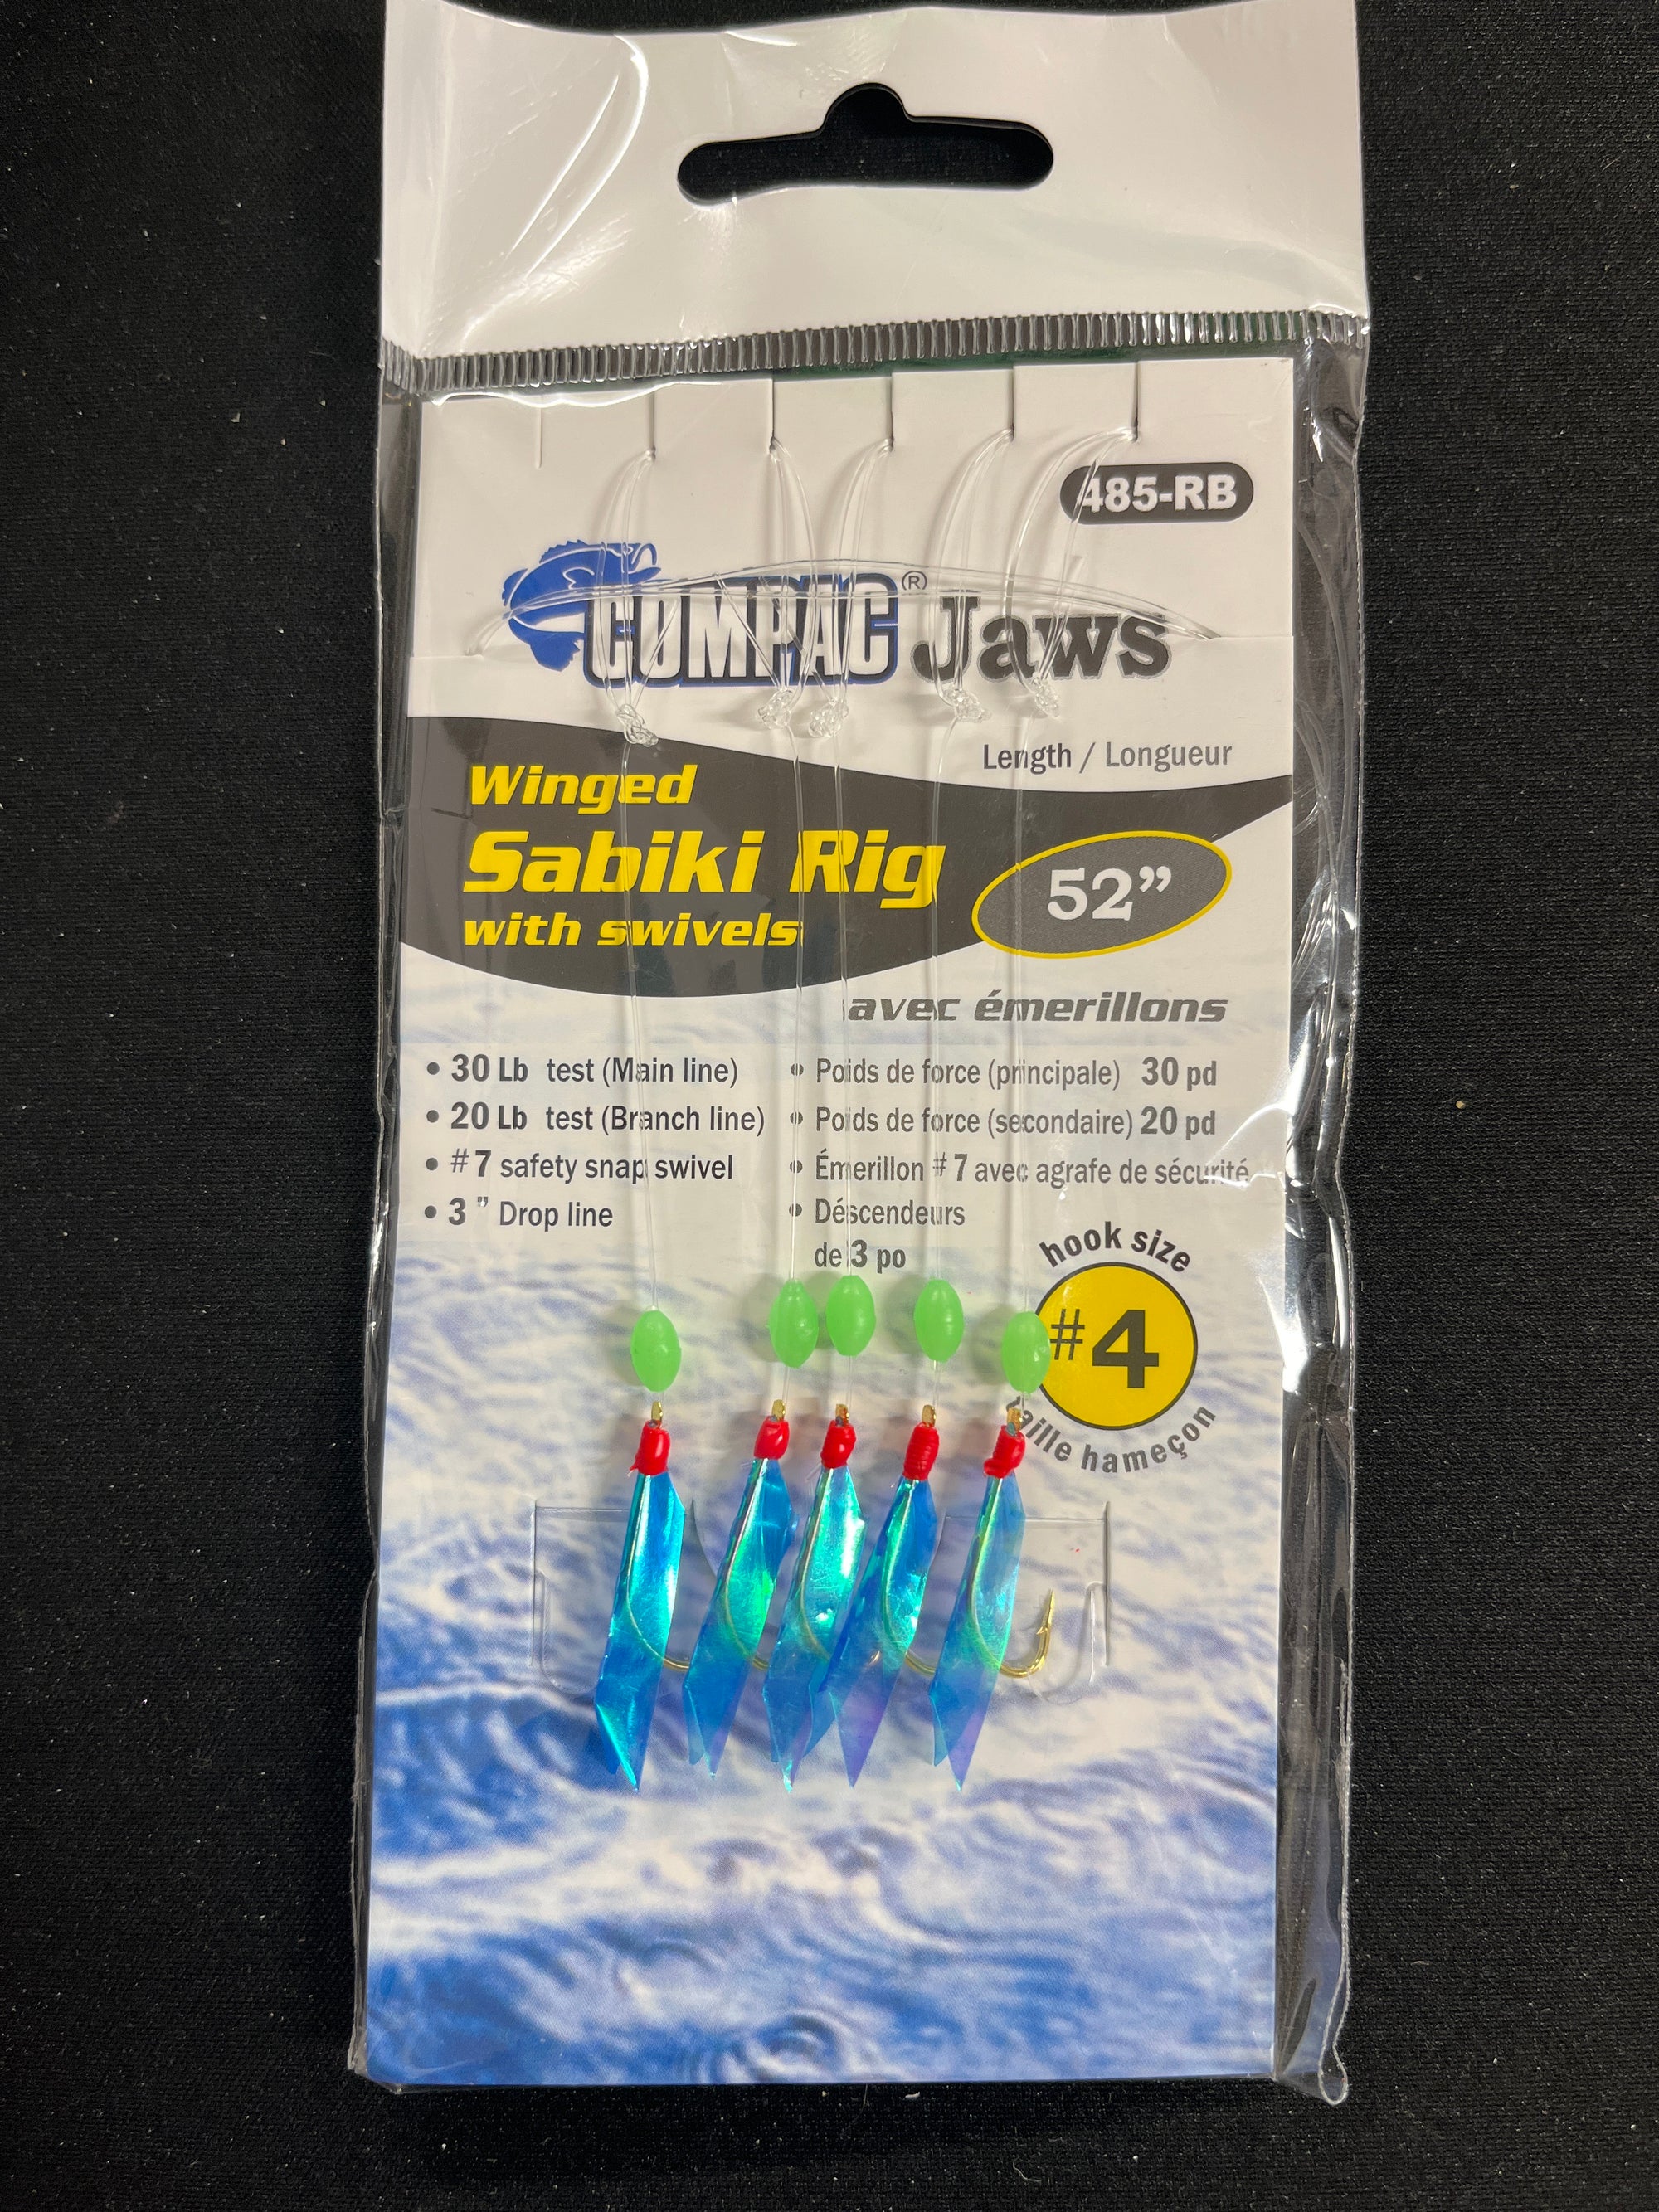 485-RB
COMPAC® Jaws
Length / Longueur
Winged
Sabiki Rig
with swivels
52”
avec émerillons
• 30 Lb test (Main line)
• 20 Lb test (Branch line)
• #7 safety snap swivel
• 3 ” Drop line
• Poids de force (principale) 30 pd
• Poids de force (secondaire) 20 pd
• Émerillon #7 avec agrafe de sécurité
• Déscendeurs
de 3 po
hook size
#4
taille hameçon